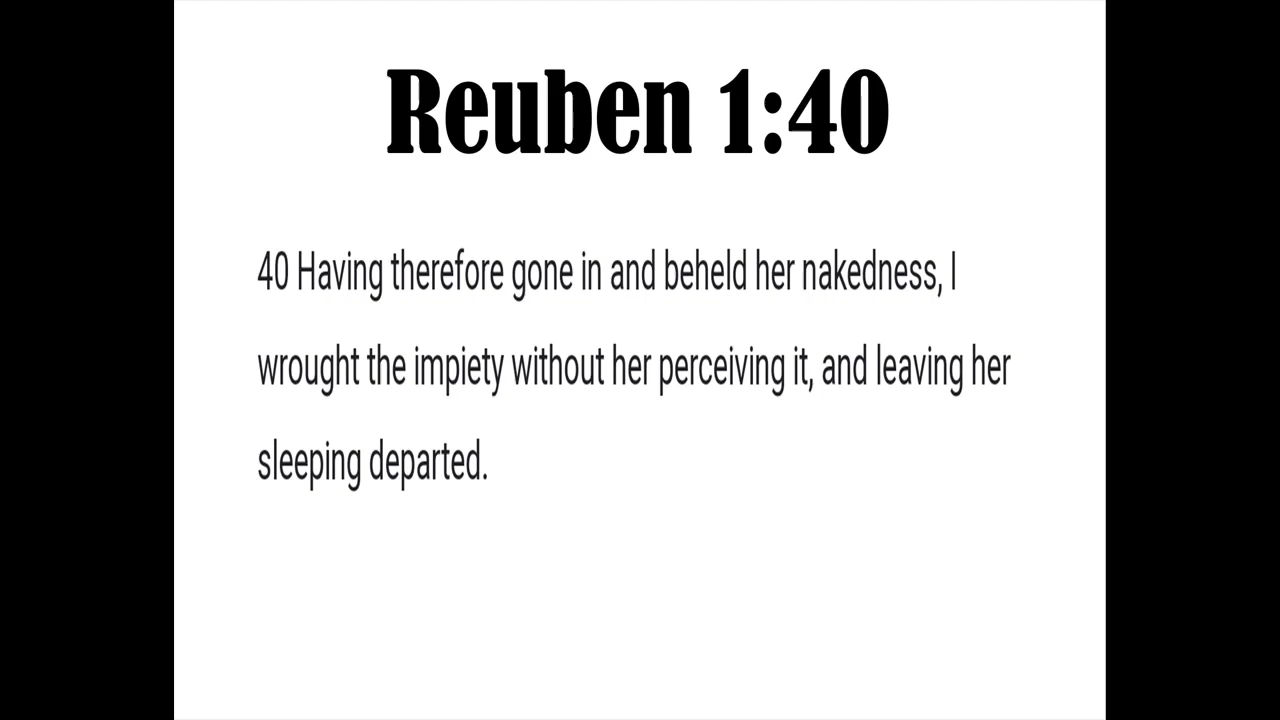 Reuben 1:40
40 Having therefore gone in and beheld her nakedness, I
wrought the impiety without her perceiving it, and leaving her
sleeping departed.